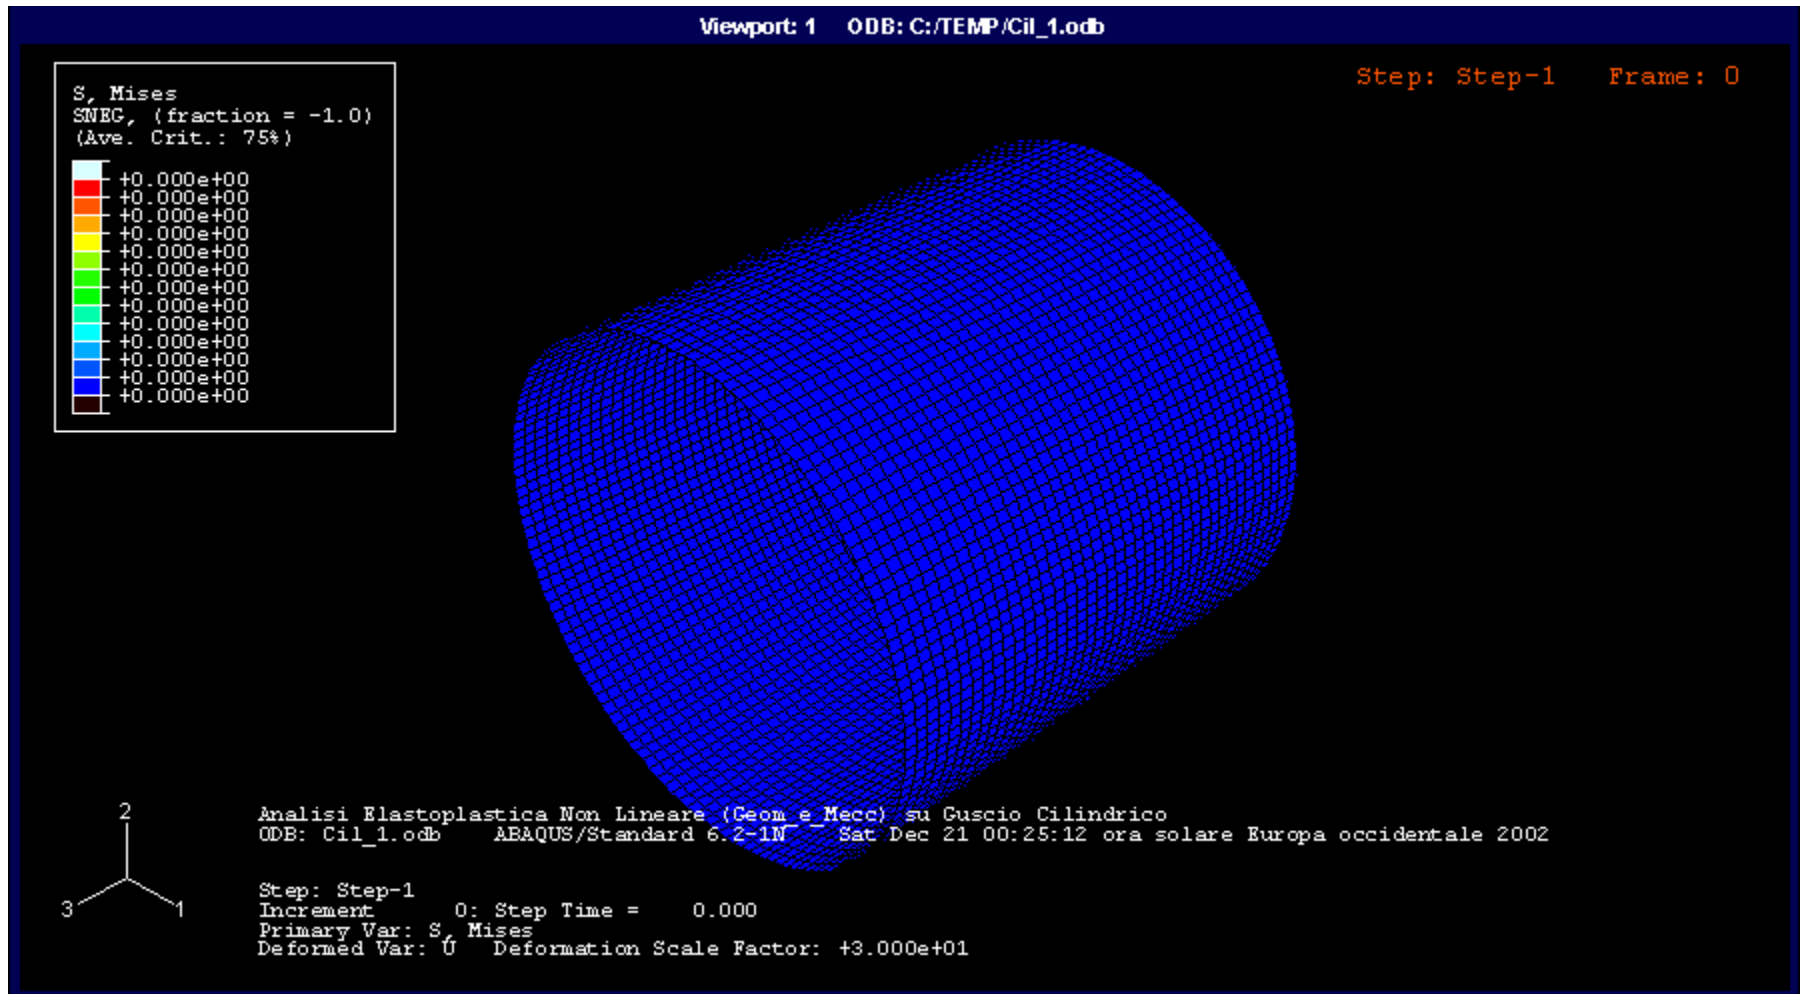 Viewport: 1 ODB: C:/TEMP/Cil_1.odb
Step: Step-1 Frame: 0
S, Mises
SNEG, (fraction = -1.0)
(Ave. Crit.: 75%)
+0.000e+00
+0.000e+00
+0.000e+00
+0.000e+00
+0.000e+00
+0.000e+00
+0.000e+00
+0.000e+00
+0.000e+00
+0.000e+00
+0.000e+00
+0.000e+00
+0.000e+00
2
3
1
Analisi Elastoplastica Non Lineare (Geom_e_Mecc) su Guscio Cilindrico
ODB: Cil_1.odb ABAQUS/Standard 6.2-1N Sat Dec 21 00:25:12 ora solare Europa occidentale 2002
Step: Step-1
Increment 0: Step Time = 0.000
Primary Var: S, Mises
Deformed Var: U Deformation Scale Factor: +3.000e+01